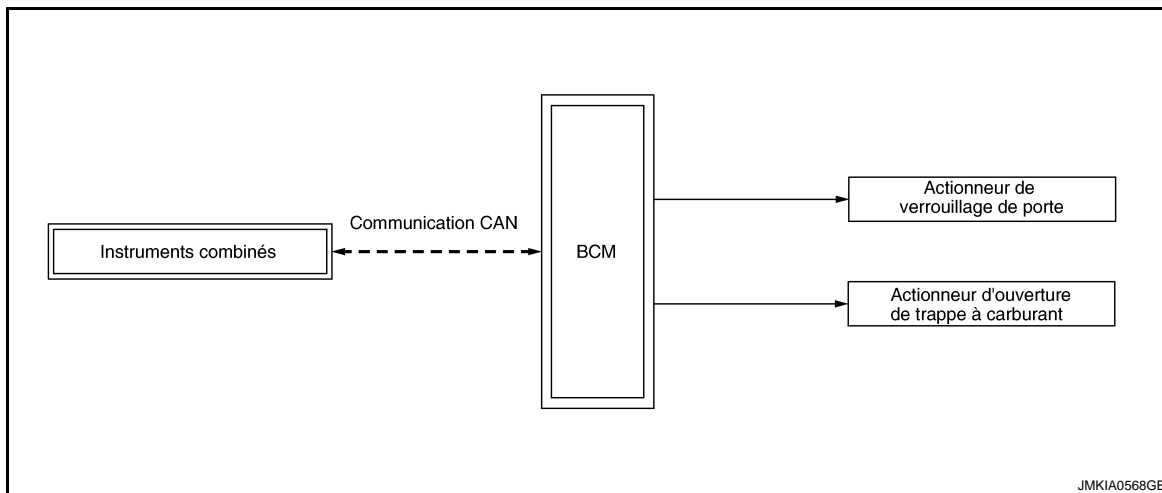 Communication CAN
Instruments combinés
BCM
Actionneur de
verrouillage de porte
Actionneur d'ouverture
de trappe à carburant
JMKIA0568GB